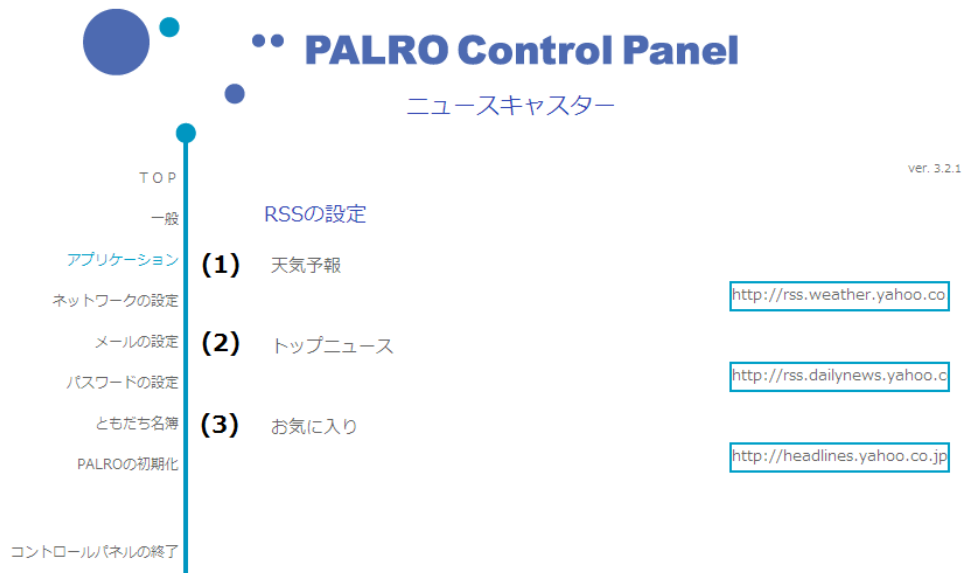 PALRO Control Panel
ニュースキャスター
ver. 3.2.1
TOP
一般
アプリケーション
ネットワークの設定
メールの設定
パスワードの設定
ともだち名簿
PALROの初期化
コントロールパネルの終了
RSSの設定
(1) 天気予報
http://rss.weather.yahoo.co
(2) トップニュース
http://rss.dailynews.yahoo.c
(3) お気に入り
http://headlines.yahoo.co.jp